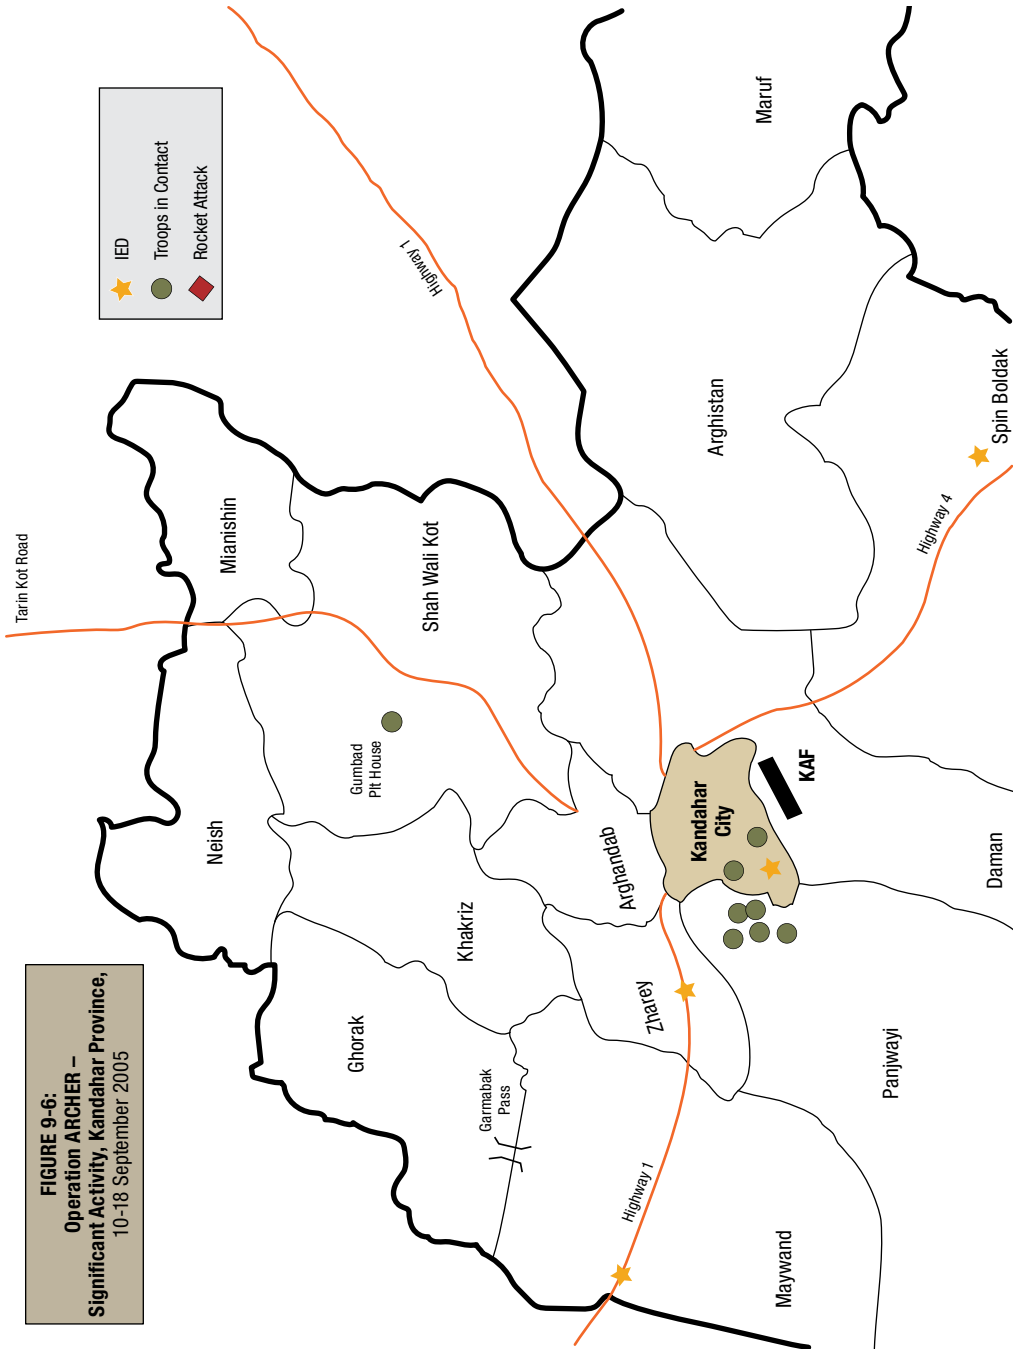 FIGURE 9-6:
Operation ARCHER –
Significant Activity, Kandahar Province,
10-18 September 2005
IED
Troops in Contact
Rocket Attack
Tarin Kot Road
Highway 1
Mianishin
Neish
Shah Wali Kot
Gumbad
Plt House
Ghorak
Khakriz
Garmabak
Pass
Arghandab
Zharey
Highway 1
Maywand
Panjwayi
Kandahar
City
KAF
Daman
Highway 4
Spin Boldak
Arghistan
Maruf